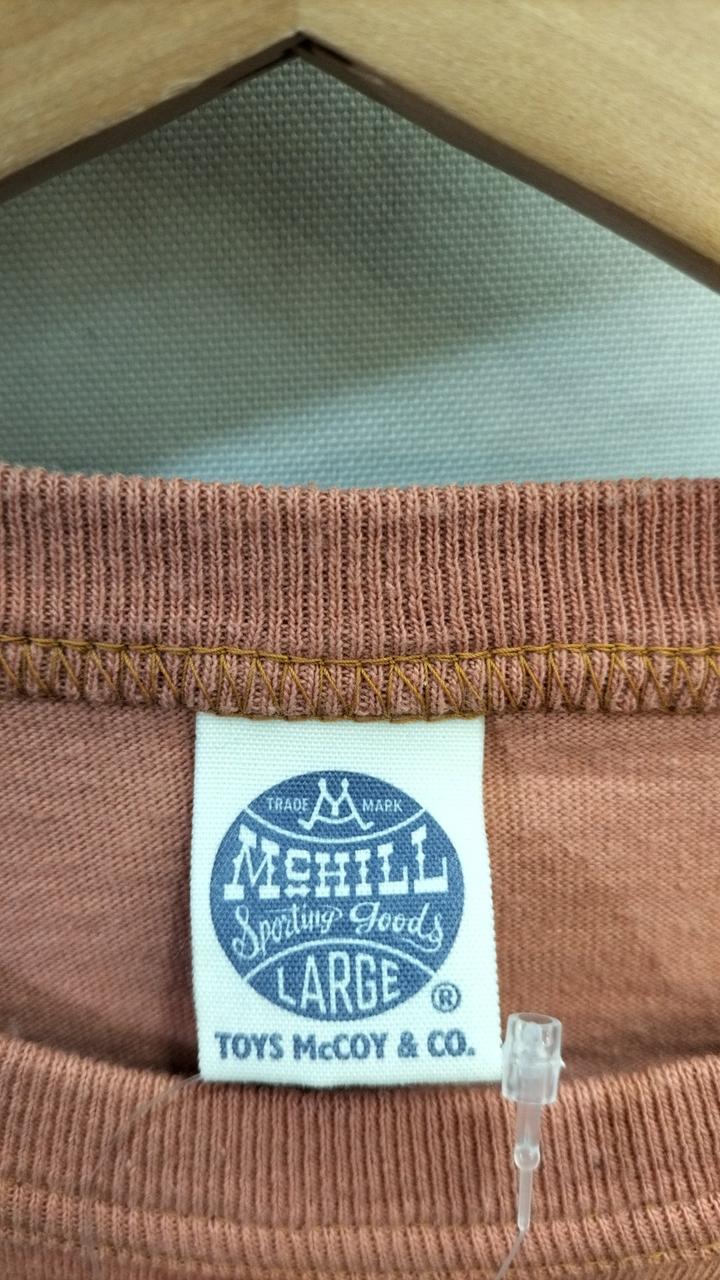 TRADE M MARK
McHILL
Sporting Goods
LARGE
®
TOYS McCOY & CO.